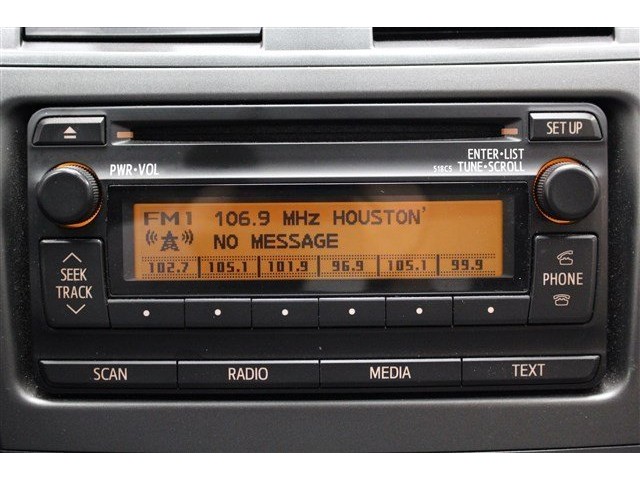 SET UP
PWR•VOL
ENTER•LIST
518C5 TUNE•SCROLL
FM1 106.9 MHz HOUSTON'
NO MESSAGE
102.7 105.1 101.9 96.9 105.1 99.9
SEEK
TRACK
PHONE
SCAN RADIO MEDIA TEXT